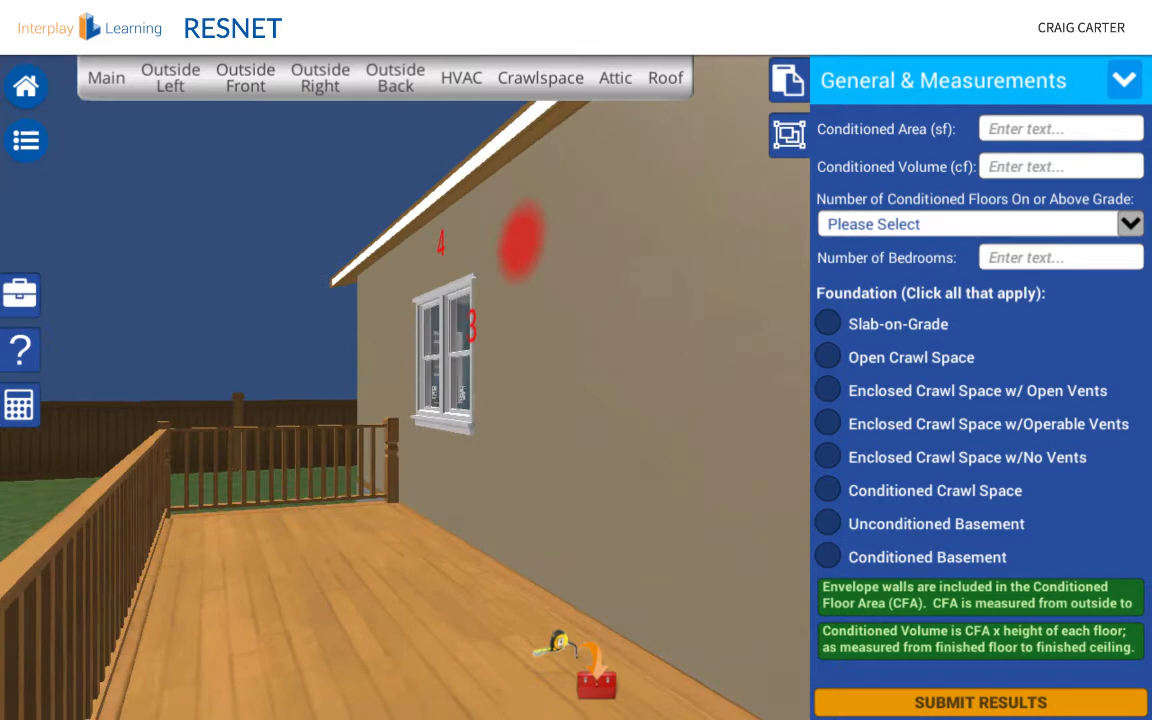 Interplay Learning RESNET CRAIG CARTER
Main Outside Left Outside Front Outside Right Outside Back HVAC Crawlspace Attic Roof
General & Measurements
Conditioned Area (sf): Enter text...
Conditioned Volume (cf): Enter text...
Number of Conditioned Floors On or Above Grade:
Please Select
Number of Bedrooms: Enter text...
Foundation (Click all that apply):
Slab-on-Grade
Open Crawl Space
Enclosed Crawl Space w/ Open Vents
Enclosed Crawl Space w/Operable Vents
Enclosed Crawl Space w/No Vents
Conditioned Crawl Space
Unconditioned Basement
Conditioned Basement
Envelope walls are included in the Conditioned
Floor Area (CFA). CFA is measured from outside to
Conditioned Volume is CFA x height of each floor;
as measured from finished floor to finished ceiling.
SUBMIT RESULTS
4
3
?